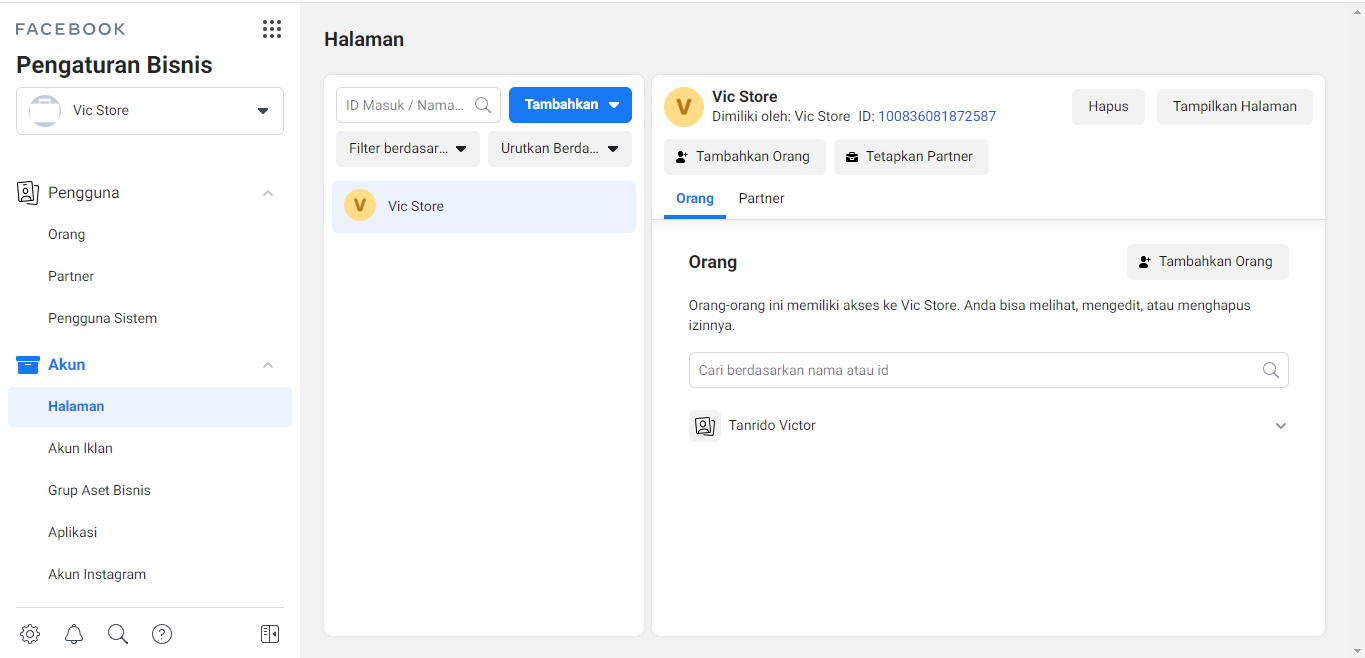 FACEBOOK
Pengaturan Bisnis
Vic Store
Pengguna
Orang
Partner
Pengguna Sistem
Akun
Halaman
Akun Iklan
Grup Aset Bisnis
Aplikasi
Akun Instagram
Halaman
ID Masuk / Nama...
Tambahkan
Filter berdasar...
Urutkan Berda...
V
Vic Store
V
Vic Store
Dimiliki oleh: Vic Store ID: 100836081872587
Hapus
Tampilkan Halaman
Tambahkan Orang
Tetapkan Partner
Orang
Partner
Orang
Tambahkan Orang
Orang-orang ini memiliki akses ke Vic Store. Anda bisa melihat, mengedit, atau menghapus
izinnya.
Cari berdasarkan nama atau id
Tanrido Victor